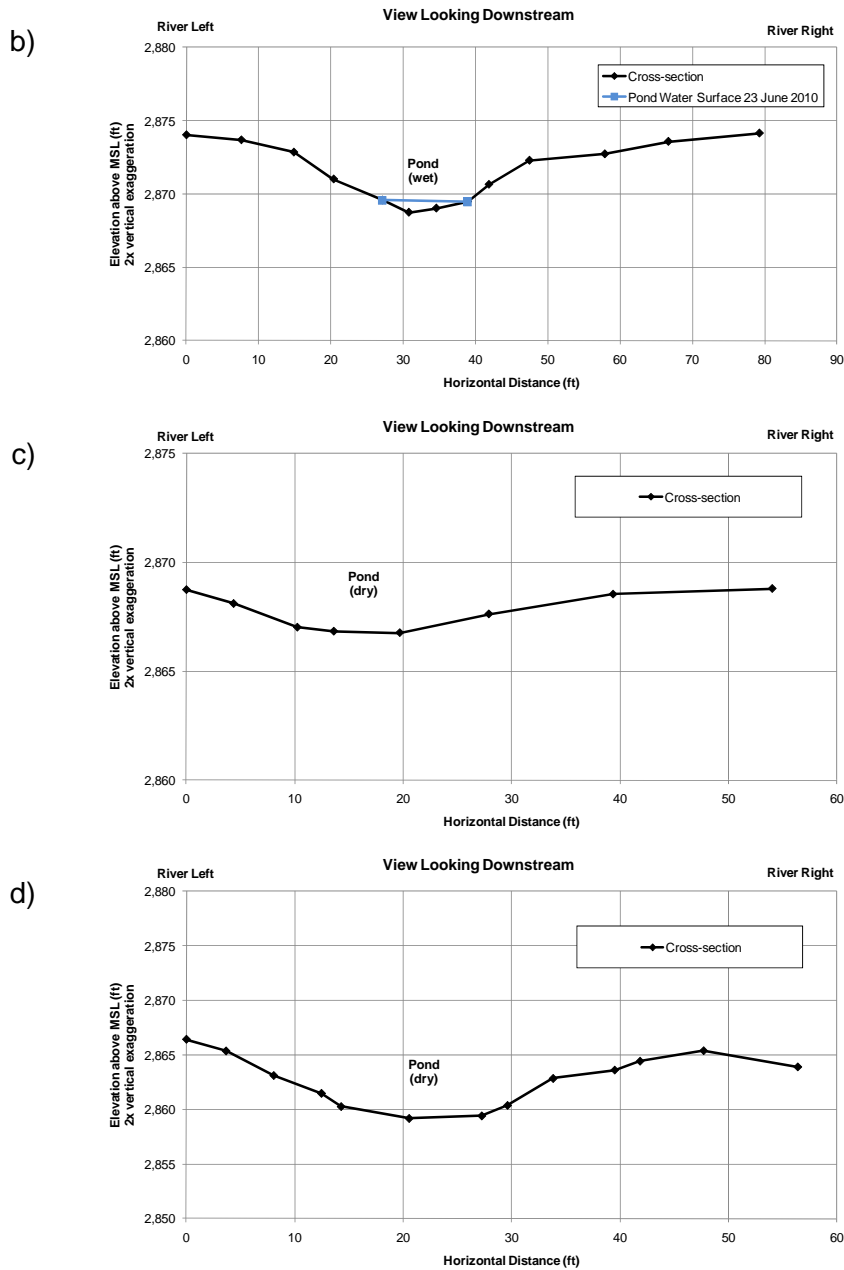 b)
View Looking Downstream
River Left
River Right
2,880
2,875
2,870
2,865
2,860
Elevation above MSL (ft)
2x vertical exaggeration
Cross-section
Pond Water Surface 23 June 2010
Pond
(wet)
0 10 20 30 40 50 60 70 80 90
Horizontal Distance (ft)
c)
View Looking Downstream
River Left
River Right
2,875
2,870
2,865
2,860
Elevation above MSL (ft)
2x vertical exaggeration
Cross-section
Pond
(dry)
0 10 20 30 40 50 60
Horizontal Distance (ft)
d)
View Looking Downstream
River Left
River Right
2,880
2,875
2,870
2,865
2,860
2,855
2,850
Elevation above MSL (ft)
2x vertical exaggeration
Cross-section
Pond
(dry)
0 10 20 30 40 50 60
Horizontal Distance (ft)